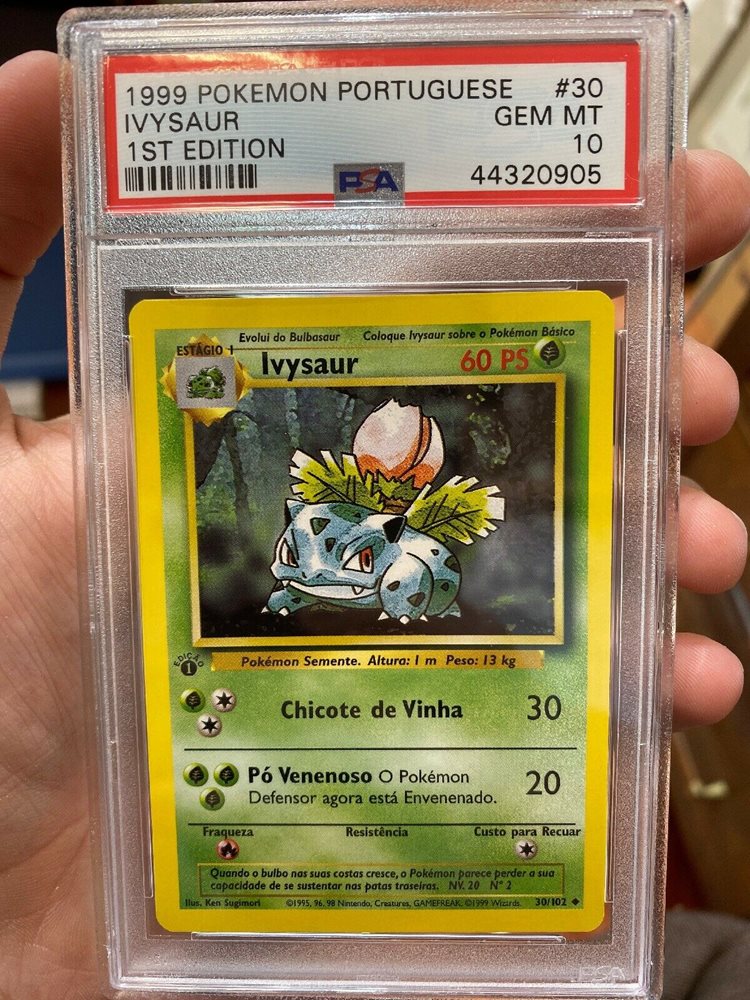 1999 POKEMON PORTUGUESE #30
IVYSAUR GEM MT
1ST EDITION 10
PSA 44320905
Evolui do Bulbasaur Coloque Ivysaur sobre o Pokémon Básico
ESTÁGIO 1
Ivysaur 60 PS
EDIÇÃO
1
Pokémon Semente. Altura: 1 m Peso: 13 kg
Chicote de Vinha 30
Pó Venenoso O Pokémon
Defensor agora está Envenenado. 20
Fraqueza Resistência Custo para Recuar
Quando o bulbo nas suas costas cresce, o Pokémon parece perder a sua
capacidade de se sustentar nas patas traseiras. NV. 20 Nº 2
Ilus. Ken Sugimori ©1995, 96, 98 Nintendo, Creatures, GAMEFREAK. ©1999 Wizards. 30/102
PSA